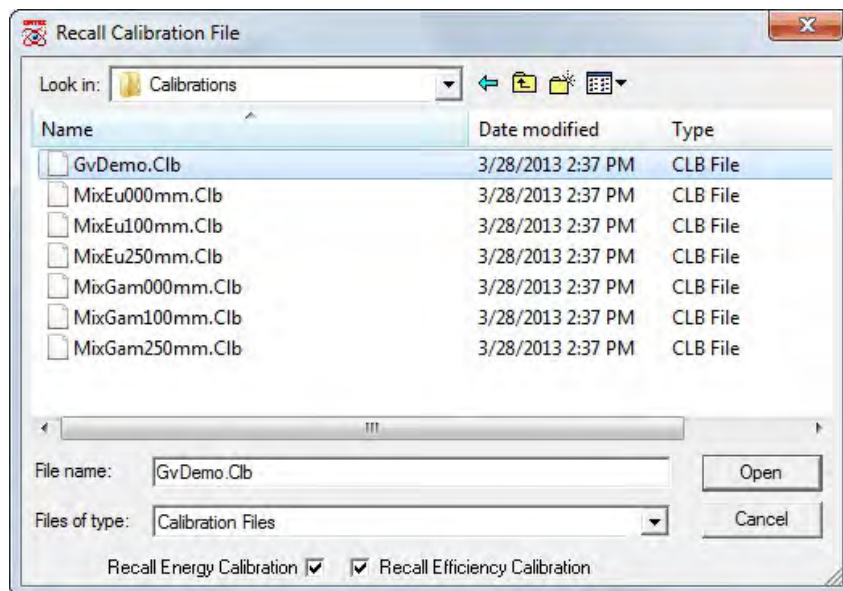 Recall Calibration File
Look in: Calibrations
Name Date modified Type
GvDemo.Clb 3/28/2013 2:37 PM CLB File
MixEu000mm.Clb 3/28/2013 2:37 PM CLB File
MixEu100mm.Clb 3/28/2013 2:37 PM CLB File
MixEu250mm.Clb 3/28/2013 2:37 PM CLB File
MixGam000mm.Clb 3/28/2013 2:37 PM CLB File
MixGam100mm.Clb 3/28/2013 2:37 PM CLB File
MixGam250mm.Clb 3/28/2013 2:37 PM CLB File
File name: GvDemo.Clb Open
Files of type: Calibration Files Cancel
Recall Energy Calibration Recall Efficiency Calibration